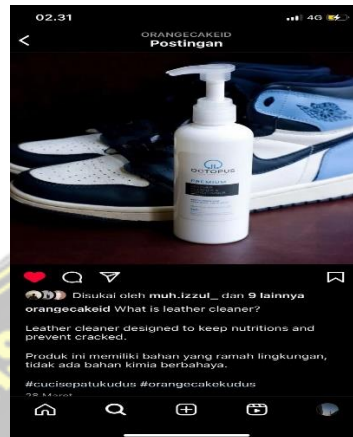 02.31
4G
ORANGECAKEID
Postingan
OCTOPUS
PREMIUM
Disukai oleh muh.izzul_ dan 9 lainnya
orangecakeid What is leather cleaner?
Leather cleaner designed to keep nutritions and
prevent cracked.
Produk ini memiliki bahan yang ramah lingkungan,
tidak ada bahan kimia berbahaya.
#cucisepatukudus #orangecakekudus
28 Maret